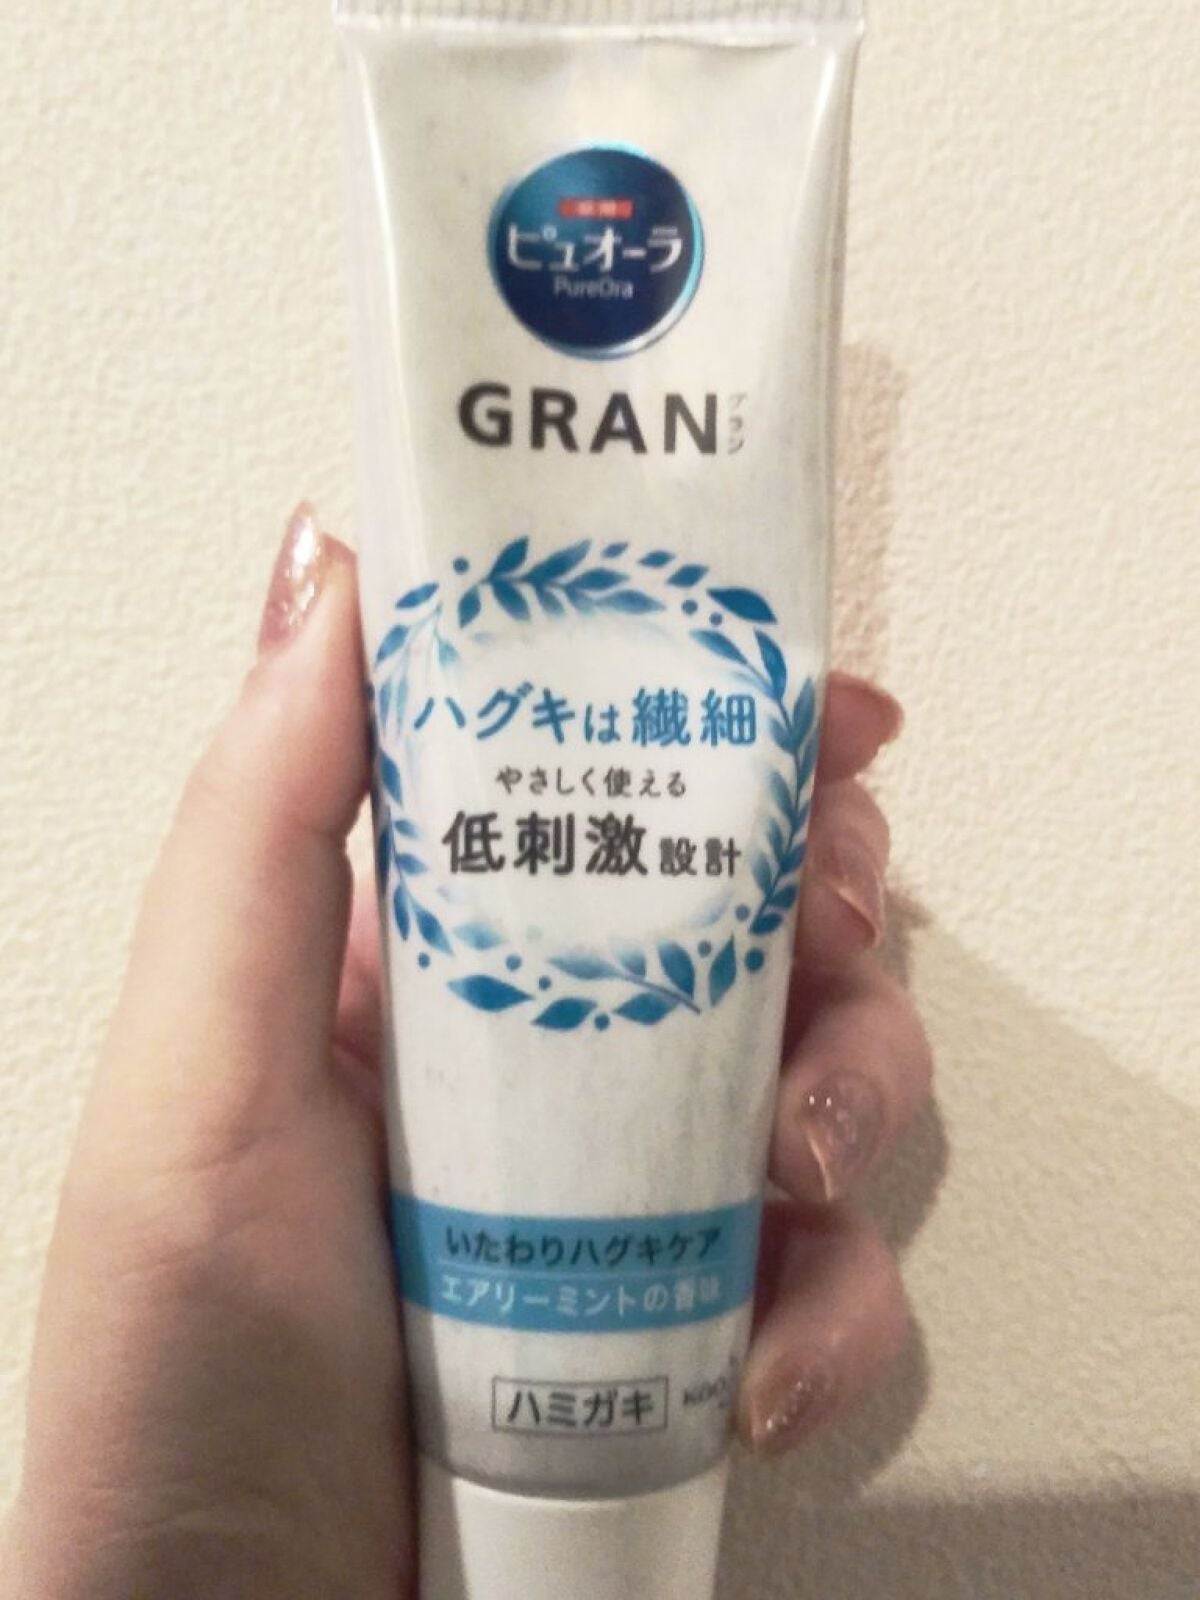 薬用
ピュオーラ
PureOra
GRAN
グラン
ハグキは繊細
やさしく使える
低刺激設計
いたわりハグキケア
エアリーミントの香味
ハミガキ